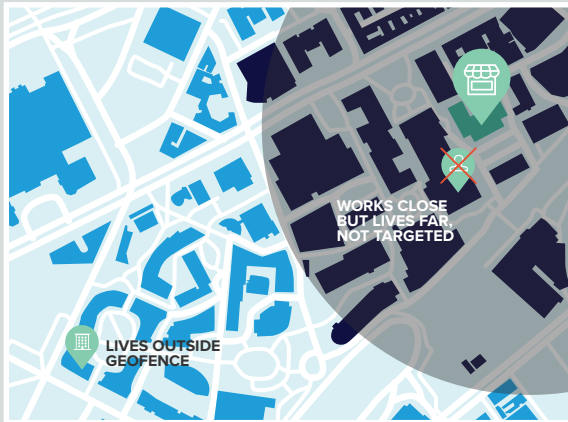 WORKS CLOSE
BUT LIVES FAR,
NOT TARGETED
LIVES OUTSIDE
GEOFENCE